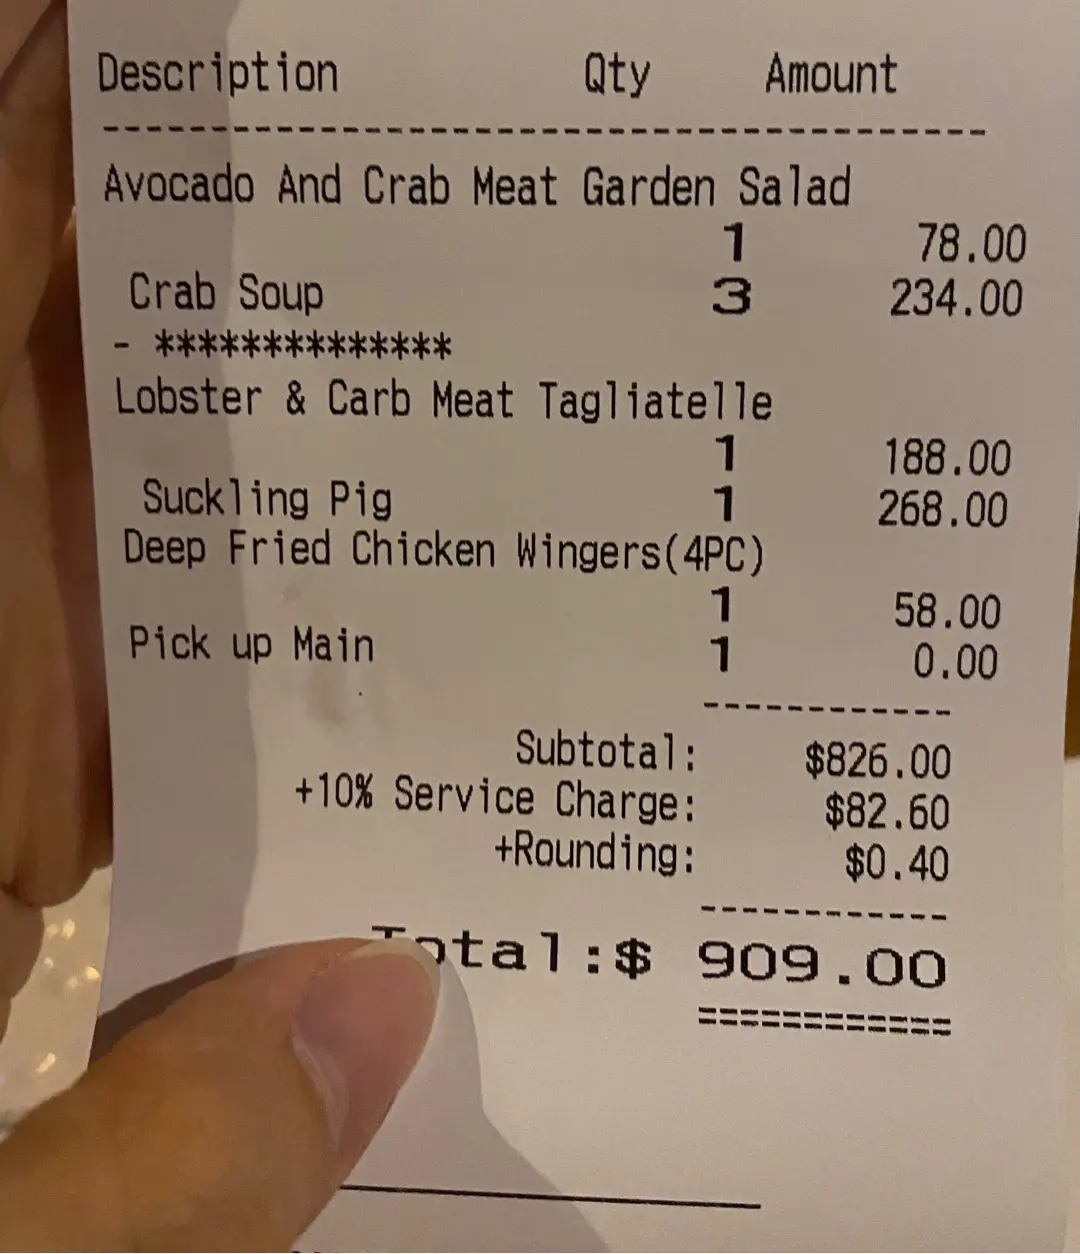 Description Qty Amount
----------------------------------------
Avocado And Crab Meat Garden Salad
1 78.00
Crab Soup 3 234.00
- **************
Lobster & Carb Meat Tagliatelle
1 188.00
Suckling Pig 1 268.00
Deep Fried Chicken Wingers(4PC)
1 58.00
Pick up Main 1 0.00
------------
Subtotal: $826.00
+10% Service Charge: $82.60
+Rounding: $0.40
------------
Total:$ 909.00
============